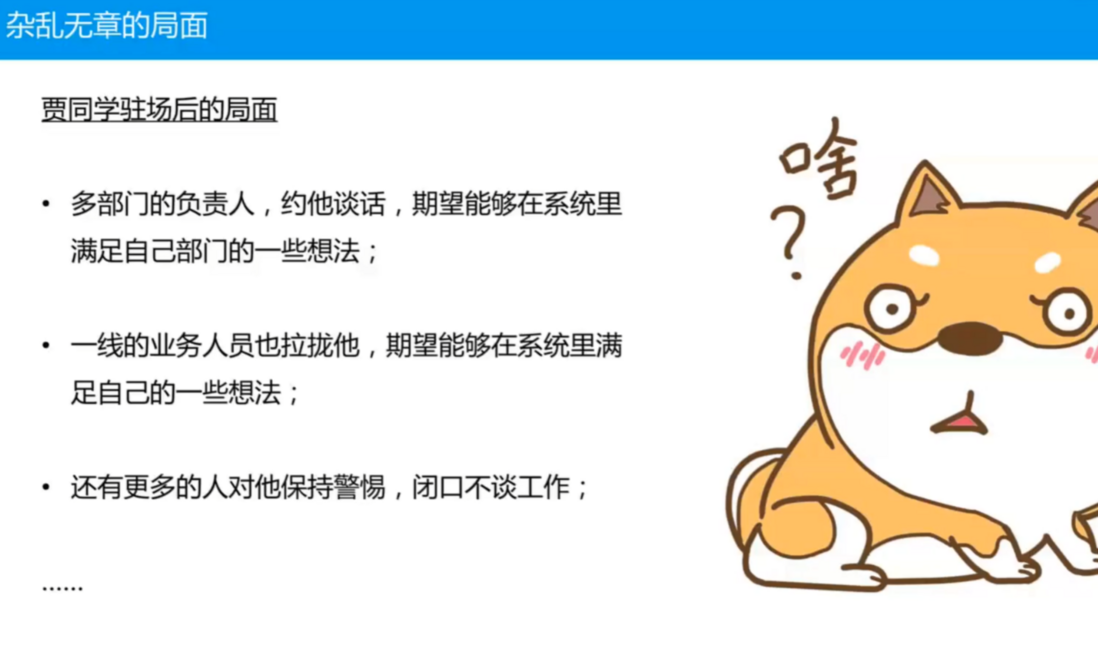 杂乱无章的局面
贾同学驻场后的局面
• 多部门的负责人，约他谈话，期望能够在系统里
满足自己部门的一些想法；
• 一线的业务人员也拉拢他，期望能够在系统里满
足自己的一些想法；
• 还有更多的人对他保持警惕，闭口不谈工作；
……
啥
？